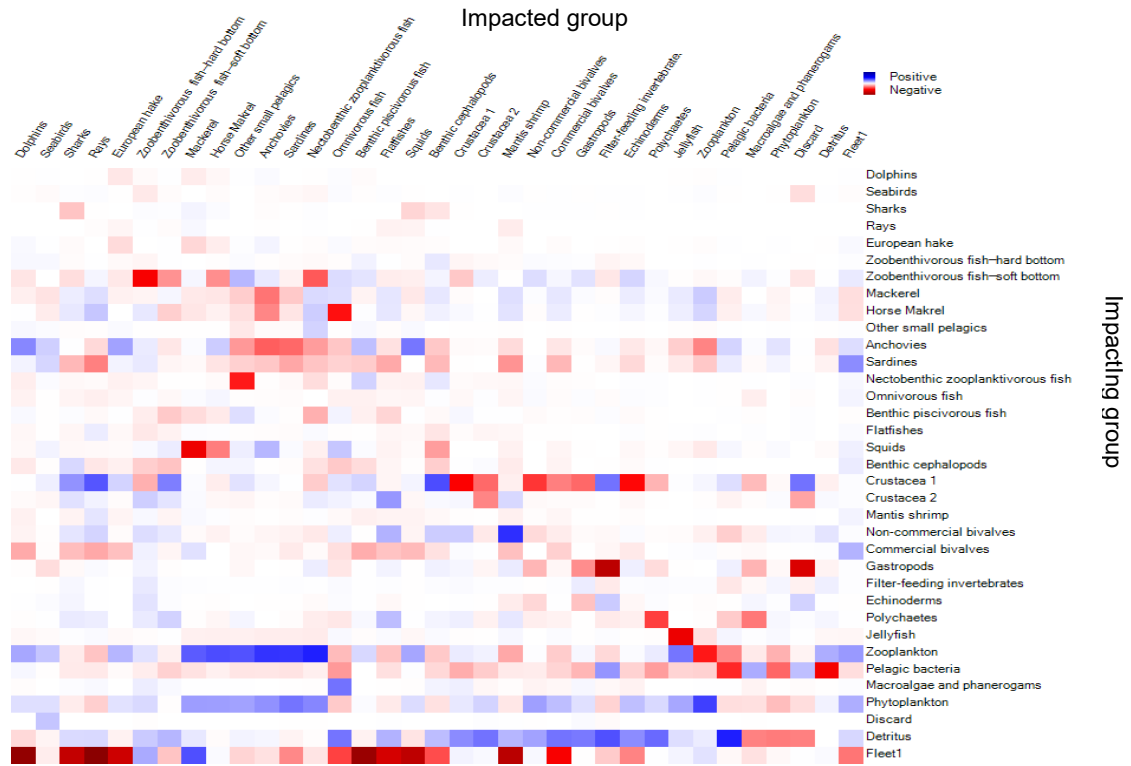 Impacted group
Dolphins
Seabirds
Sharks
Rays
European hake
Zoobenthivorous fish–hard bottom
Zoobenthivorous fish–soft bottom
Mackerel
Horse Makrel
Other small pelagics
Anchovies
Sardines
Nectobenthic zooplanktivorous fish
Omnivorous fish
Benthic piscivorous fish
Flatfishes
Squids
Benthic cephalopods
Crustacea 1
Crustacea 2
Mantis shrimp
Non-commercial bivalves
Commercial bivalves
Gastropods
Filter-feeding invertebrate
Echinoderms
Polychaetes
Jellyfish
Zooplankton
Pelagic bacteria
Macroalgae and phanerogams
Phytoplankton
Discard
Detritus
Fleet1
Positive
Negative
Dolphins
Seabirds
Sharks
Rays
European hake
Zoobenthivorous fish–hard bottom
Zoobenthivorous fish–soft bottom
Mackerel
Horse Makrel
Other small pelagics
Anchovies
Sardines
Nectobenthic zooplanktivorous fish
Omnivorous fish
Benthic piscivorous fish
Flatfishes
Squids
Benthic cephalopods
Crustacea 1
Crustacea 2
Mantis shrimp
Non-commercial bivalves
Commercial bivalves
Gastropods
Filter-feeding invertebrates
Echinoderms
Polychaetes
Jellyfish
Zooplankton
Pelagic bacteria
Macroalgae and phanerogams
Phytoplankton
Discard
Detritus
Fleet1
Impacting group